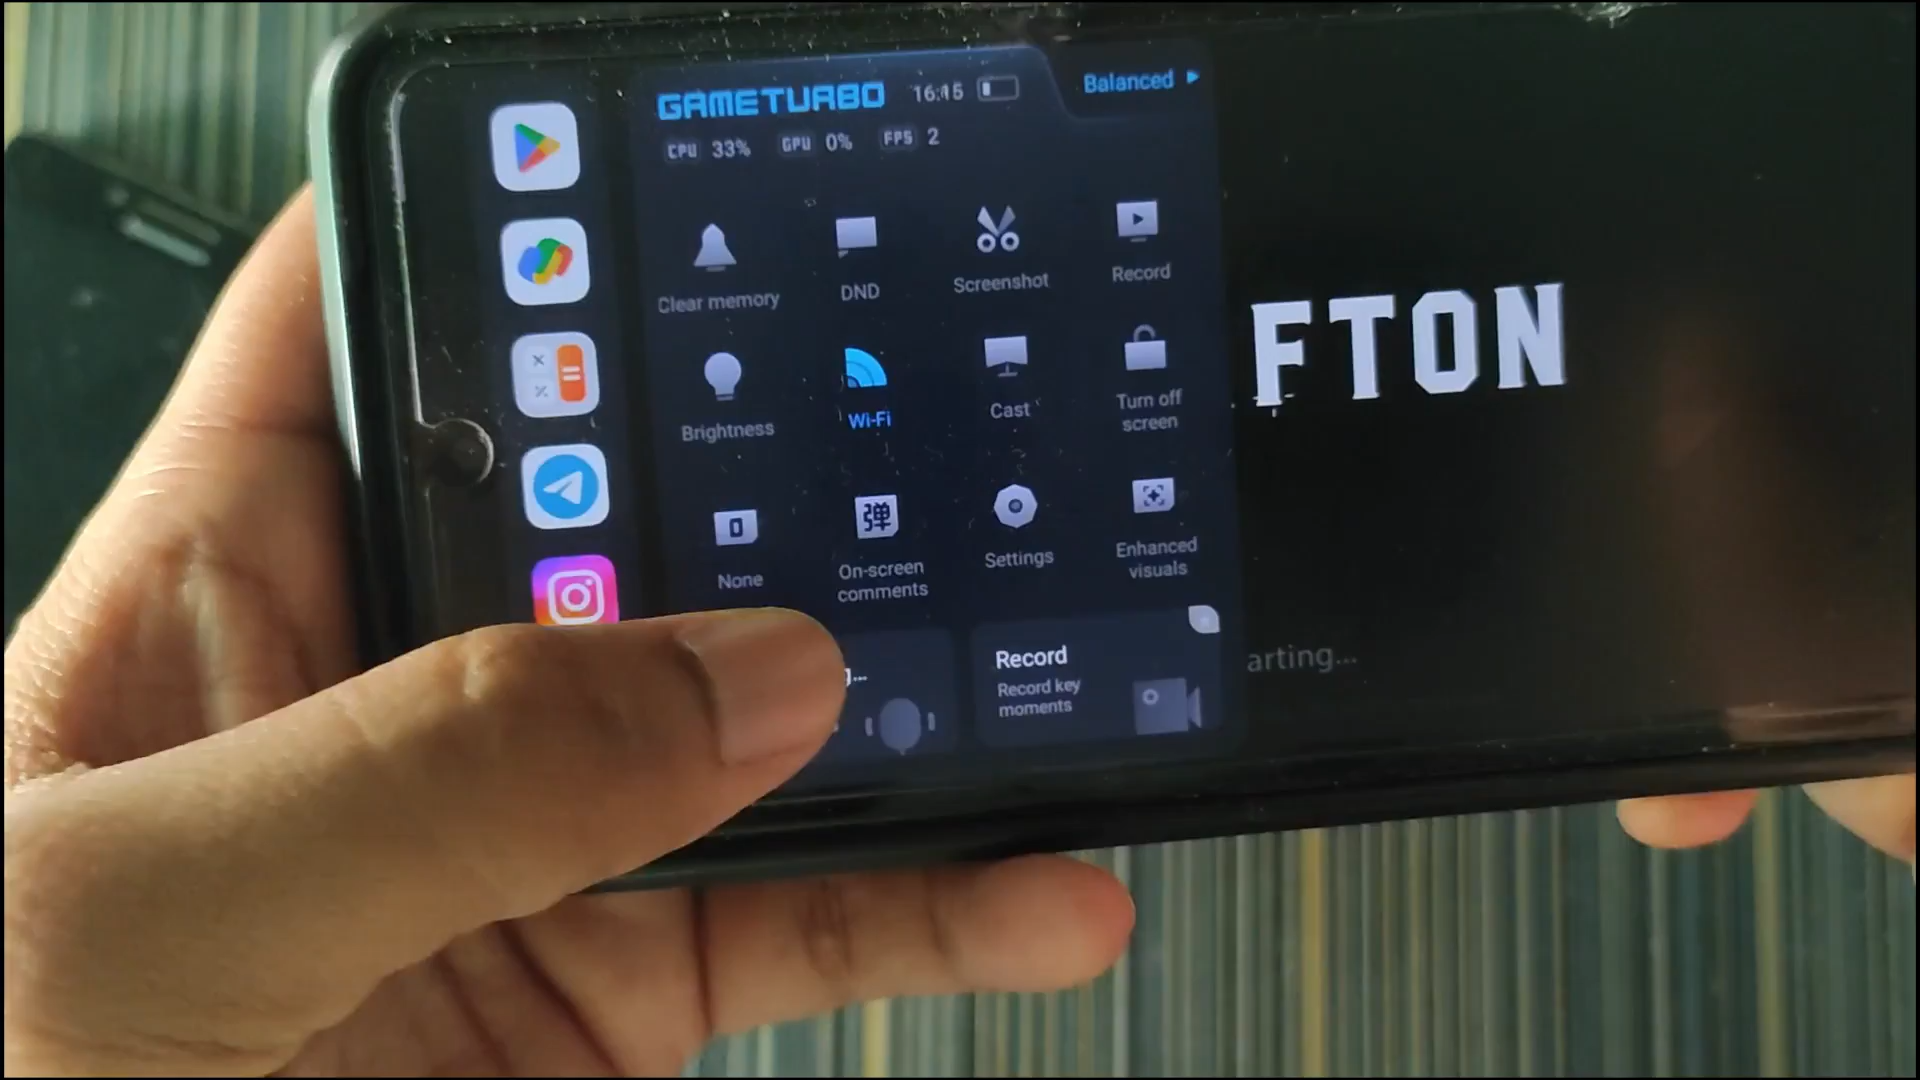 GAMETURBO 16:15
Balanced
CPU 33% GPU 0% FPS 2
Clear memory
DND
Screenshot
Record
Brightness
Wi-Fi
Cast
Turn off
screen
0
None
弹
On-screen
comments
Settings
Enhanced
visuals
g...
Record
Record key
moments
FTON
arting...